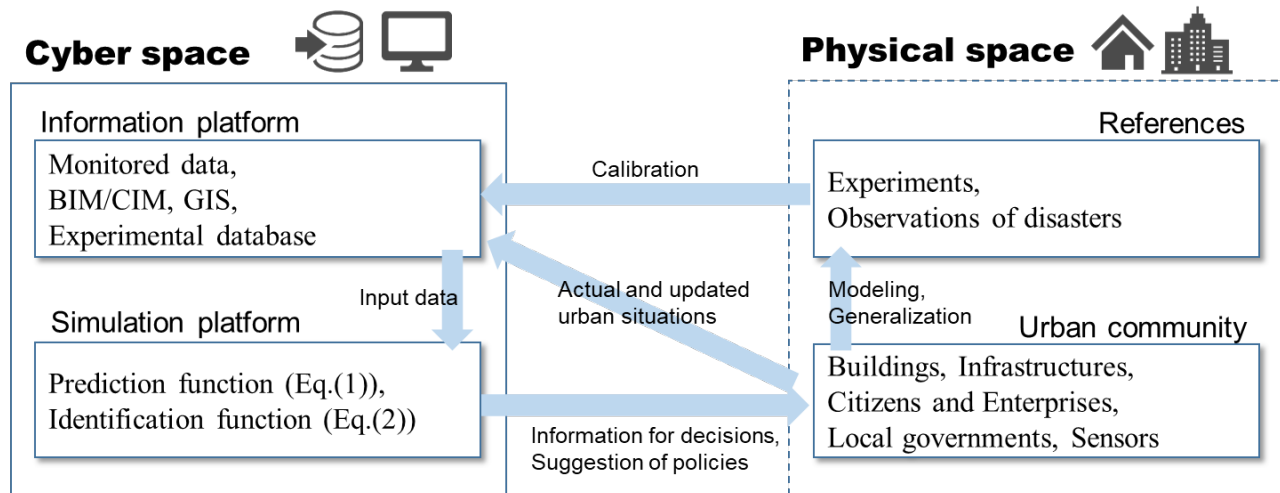 Cyber space
Physical space
Information platform
Monitored data,
BIM/CIM, GIS,
Experimental database
Calibration
References
Experiments,
Observations of disasters
Input data
Actual and updated
urban situations
Modeling,
Generalization
Simulation platform
Prediction function (Eq.(1)),
Identification function (Eq.(2))
Information for decisions,
Suggestion of policies
Urban community
Buildings, Infrastructures,
Citizens and Enterprises,
Local governments, Sensors